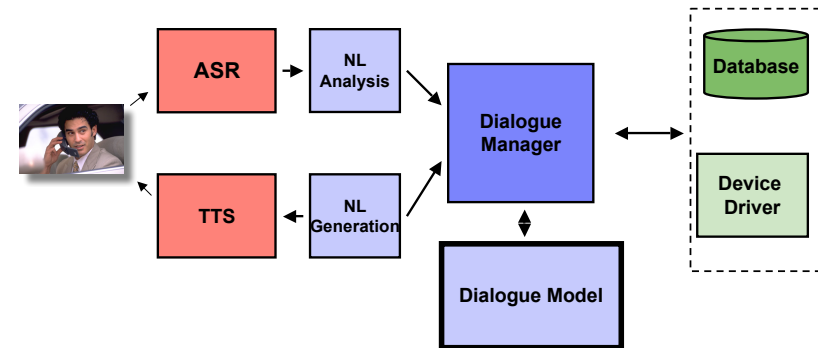 ASR
NL
Analysis
Dialogue
Manager
Database
TTS
NL
Generation
Device
Driver
Dialogue Model